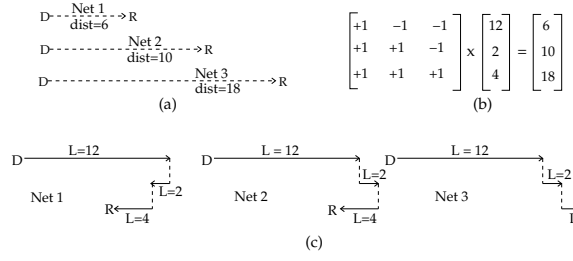 D Net 1 R
dist=6
D Net 2 R
dist=10
D Net 3 R
dist=18
(a)
+1 −1 −1 12 6
+1 +1 −1 x 2 = 10
+1 +1 +1 4 18
(b)
D L=12
L=2
Net 1
R L=4
D L = 12
L=2
Net 2
R L=4
D L = 12
L=2
Net 3
L
(c)